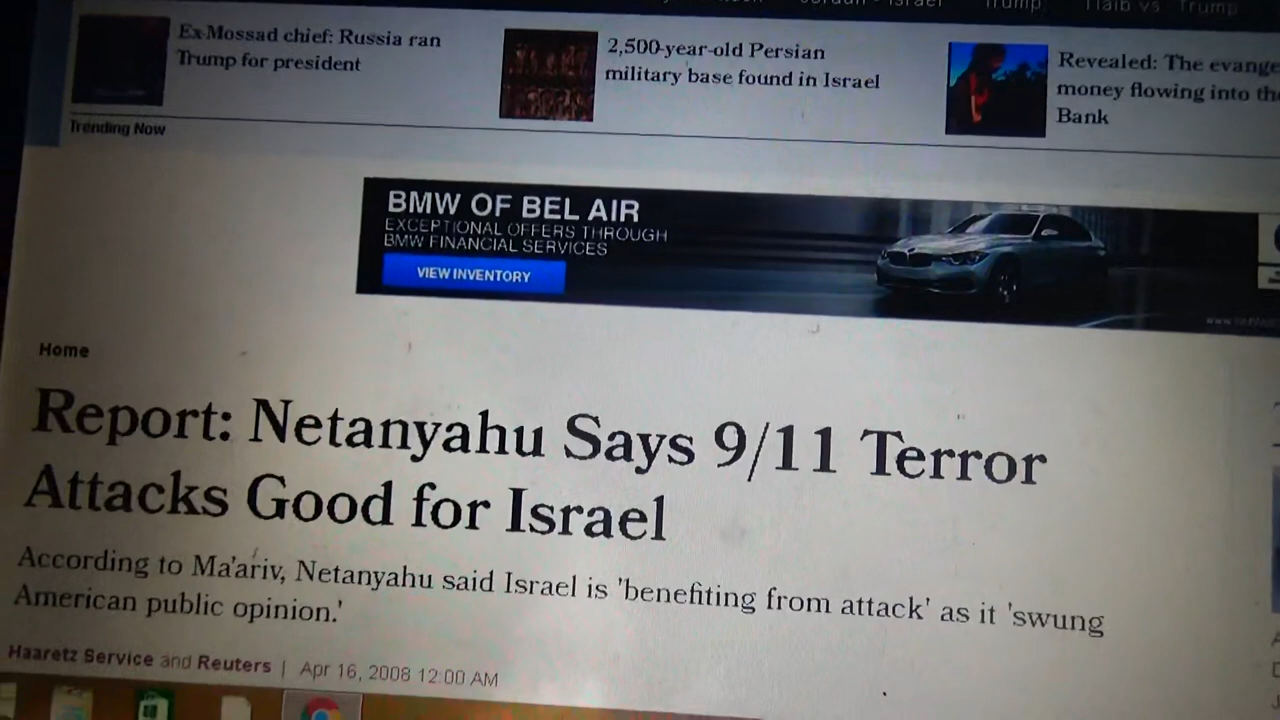 Israel
Trump
Trump
Ex-Mossad chief: Russia ran
Trump for president
2,500-year-old Persian
military base found in Israel
Revealed: The
money flowing into
Bank
Trending Now
BMW OF BEL AIR
EXCEPTIONAL OFFERS THROUGH
BMW FINANCIAL SERVICES
VIEW INVENTORY
Home
Report: Netanyahu Says 9/11 Terror
Attacks Good for Israel
According to Ma'ariv, Netanyahu said Israel is 'benefiting from attack' as it 'swung
American public opinion.'
Haaretz Service and Reuters | Apr 16, 2008 12:00 AM